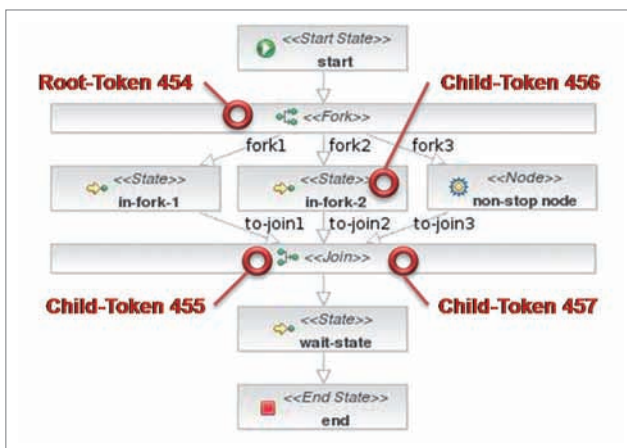 <<Start State>>
start
Root-Token 454
Child-Token 456
<<Fork>>
fork1
fork2
fork3
<<State>>
in-fork-1
<<State>>
in-fork-2
<<Node>>
non-stop node
to-join1
to-join2
to-join3
<<Join>>
Child-Token 455
Child-Token 457
<<State>>
wait-state
<<End State>>
end